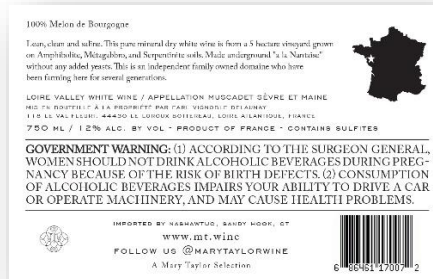 100% Melon de Bourgogne
Lean, clean and saline. This pure mineral dry white wine is from a 5 hectare vineyard grown
on Amphibolite, Metagabbro, and Serpentinite soils. Made underground "a la Nantaise"
without any added yeasts. This is an independent family owned domaine who have
been farming here for several generations.
LOIRE VALLEY WHITE WINE / APPELLATION MUSCADET SÈVRE ET MAINE
MIS EN BOUTEILLE À LA PROPRIÉTÉ PAR EARL VIGNOBLE DELAUNAY
118 LE VAL FLEURI, 44430 LE LOROUX BOTTEREAU, LOIRE ATLANTIQUE, FRANCE
750 ML / 12% ALC. BY VOL - PRODUCT OF FRANCE - CONTAINS SULFITES
GOVERNMENT WARNING: (1) ACCORDING TO THE SURGEON GENERAL,
WOMEN SHOULD NOT DRINK ALCOHOLIC BEVERAGES DURING PREG-
NANCY BECAUSE OF THE RISK OF BIRTH DEFECTS. (2) CONSUMPTION
OF ALCOHOLIC BEVERAGES IMPAIRS YOUR ABILITY TO DRIVE A CAR
OR OPERATE MACHINERY, AND MAY CAUSE HEALTH PROBLEMS.
IMPORTED BY NASHAWTUC, SANDY HOOK, CT
www.mt.wine
FOLLOW US @MARYTAYLORWINE
A Mary Taylor Selection
6 86461 17007 2